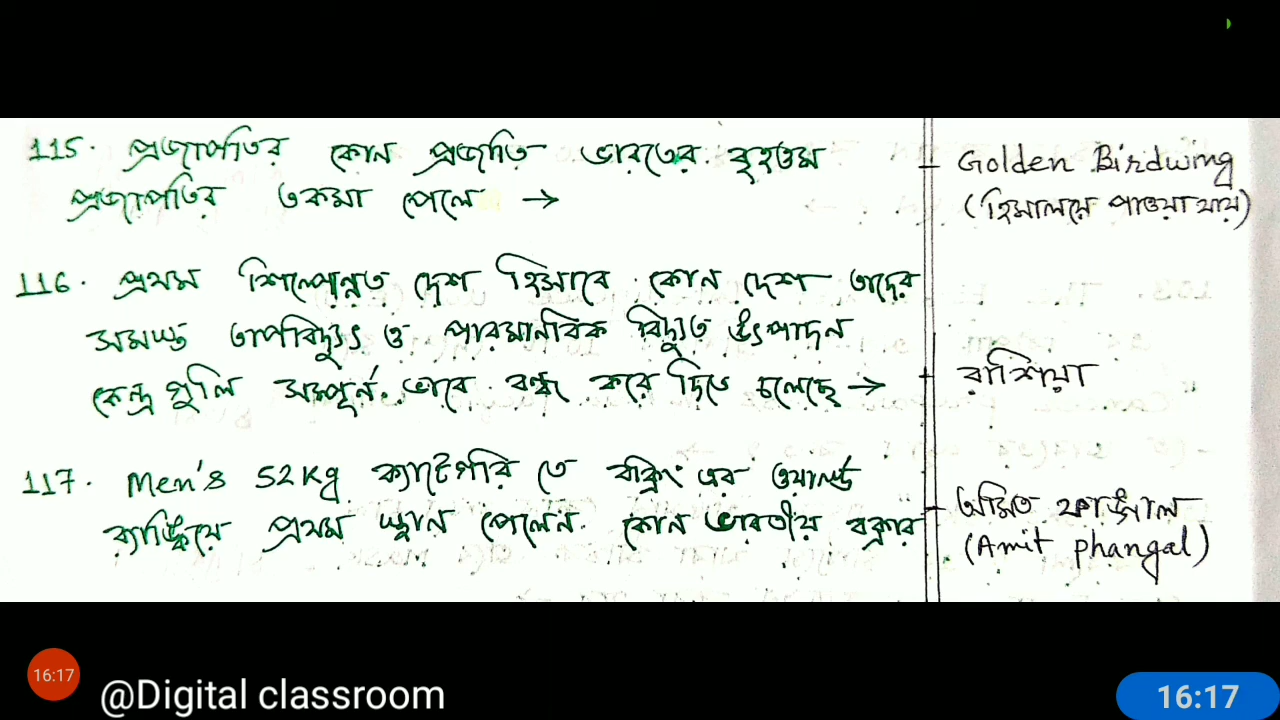 115. প্রজাপতির কোন প্রজাতি ভারতের বৃহত্তম
প্রজাপতির তকমা পেলে →
Golden Birdwing
(হিমালয়ে পাওয়া যায়)
116. প্রথম শিল্পোন্নত দেশ হিসাবে কোন দেশ তাদের
সমস্ত তাপবিদ্যুৎ ও পারমানবিক বিদ্যুত উৎপাদন
কেন্দ্র গুলি সম্পূর্ন ভাবে বন্ধ করে দিতে চলেছে →
রাশিয়া
117. Men's 52Kg ক্যাটেগরি তে বক্সিং এর ওয়ার্ল্ড
র‍্যাঙ্কিংয়ে প্রথম স্থান পেলেন কোন ভারতীয় বক্সার
অমিত ফাঙ্গাল
(Amit phangal)
16:17
@Digital classroom
16:17